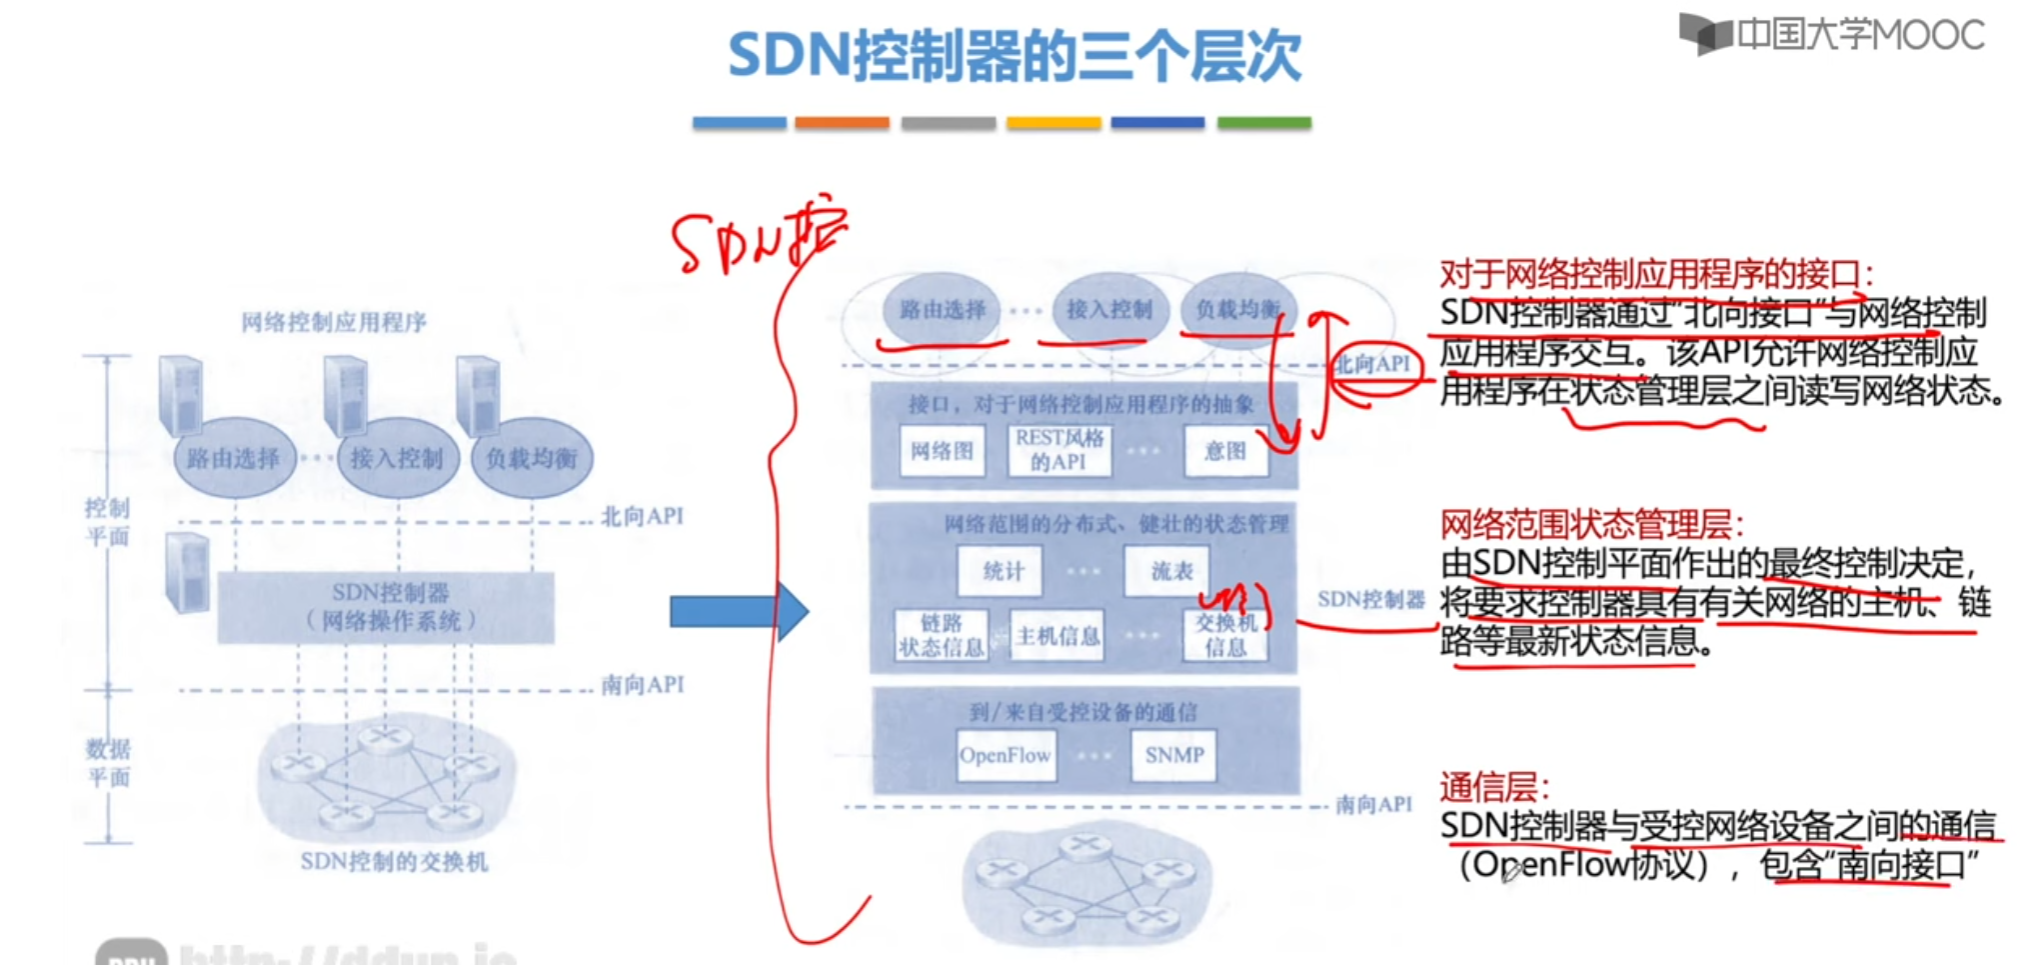 SDN控制器的三个层次
中国大学MOOC
SDN控
网络控制应用程序
路由选择 ··· 接入控制 负载均衡
北向API
控制
平面
SDN控制器
（网络操作系统）
南向API
数据
平面
SDN控制的交换机
路由选择 ··· 接入控制 负载均衡
北向API
接口，对于网络控制应用程序的抽象
网络图
REST风格
的API
···
意图
网络范围的分布式、健壮的状态管理
统计 ··· 流表
链路
状态信息
主机信息
···
交换机
信息
SDN控制器
到/来自受控设备的通信
OpenFlow ··· SNMP
南向API
对于网络控制应用程序的接口：
SDN控制器通过“北向接口”与网络控制
应用程序交互。该API允许网络控制应
用程序在状态管理层之间读写网络状态。
网络范围状态管理层：
由SDN控制平面作出的最终控制决定，
将要求控制器具有有关网络的主机、链
路等最新状态信息。
通信层：
SDN控制器与受控网络设备之间的通信
（OpenFlow协议），包含“南向接口”